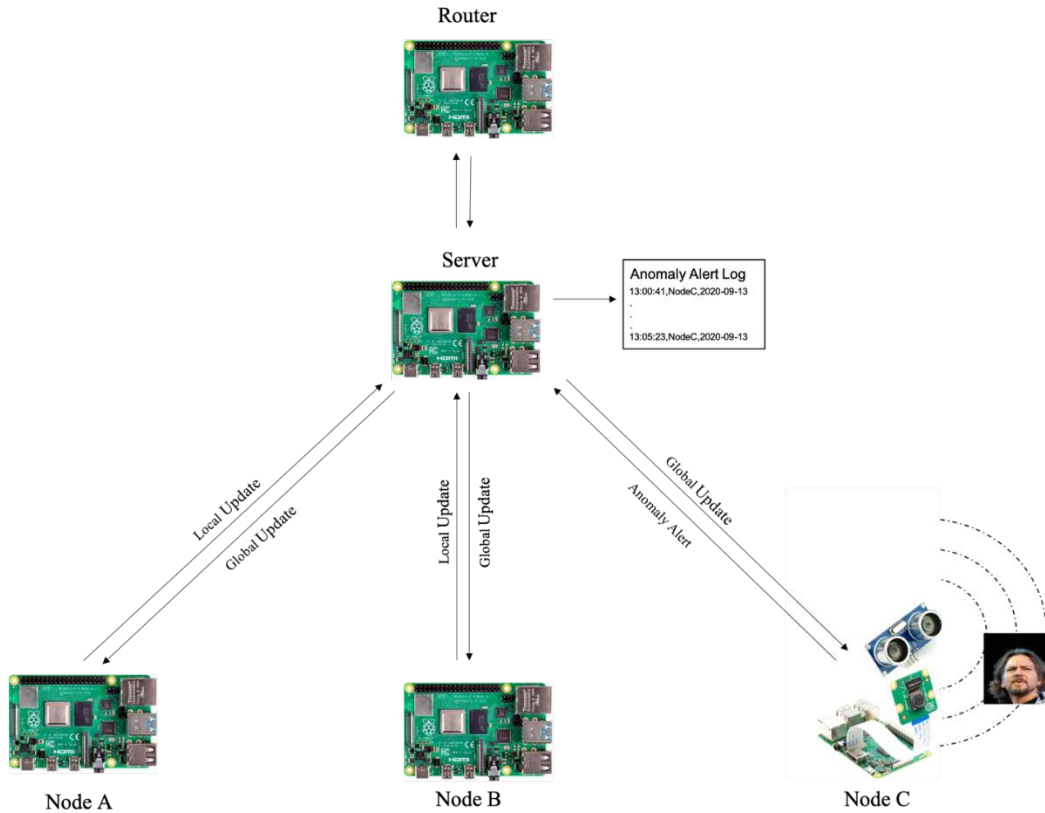 Router
Server
Anomaly Alert Log
13:00:41,NodeC,2020-09-13
.
.
.
13:05:23,NodeC,2020-09-13
Local Update
Global Update
Local Update
Global Update
Global Update
Anomaly Alert
Node A
Node B
Node C